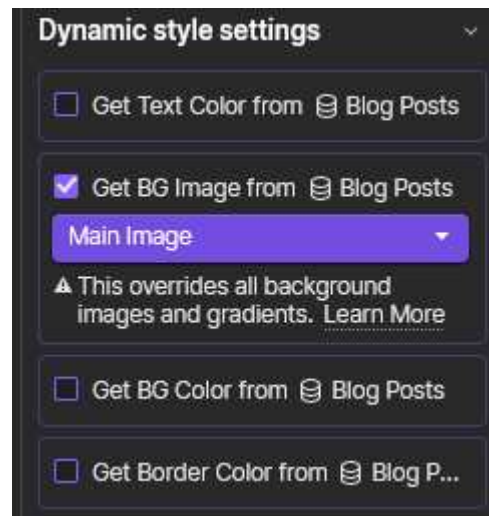 Dynamic style settings
Get Text Color from Blog Posts
Get BG Image from Blog Posts
Main Image
This overrides all background
images and gradients. Learn More
Get BG Color from Blog Posts
Get Border Color from Blog P...